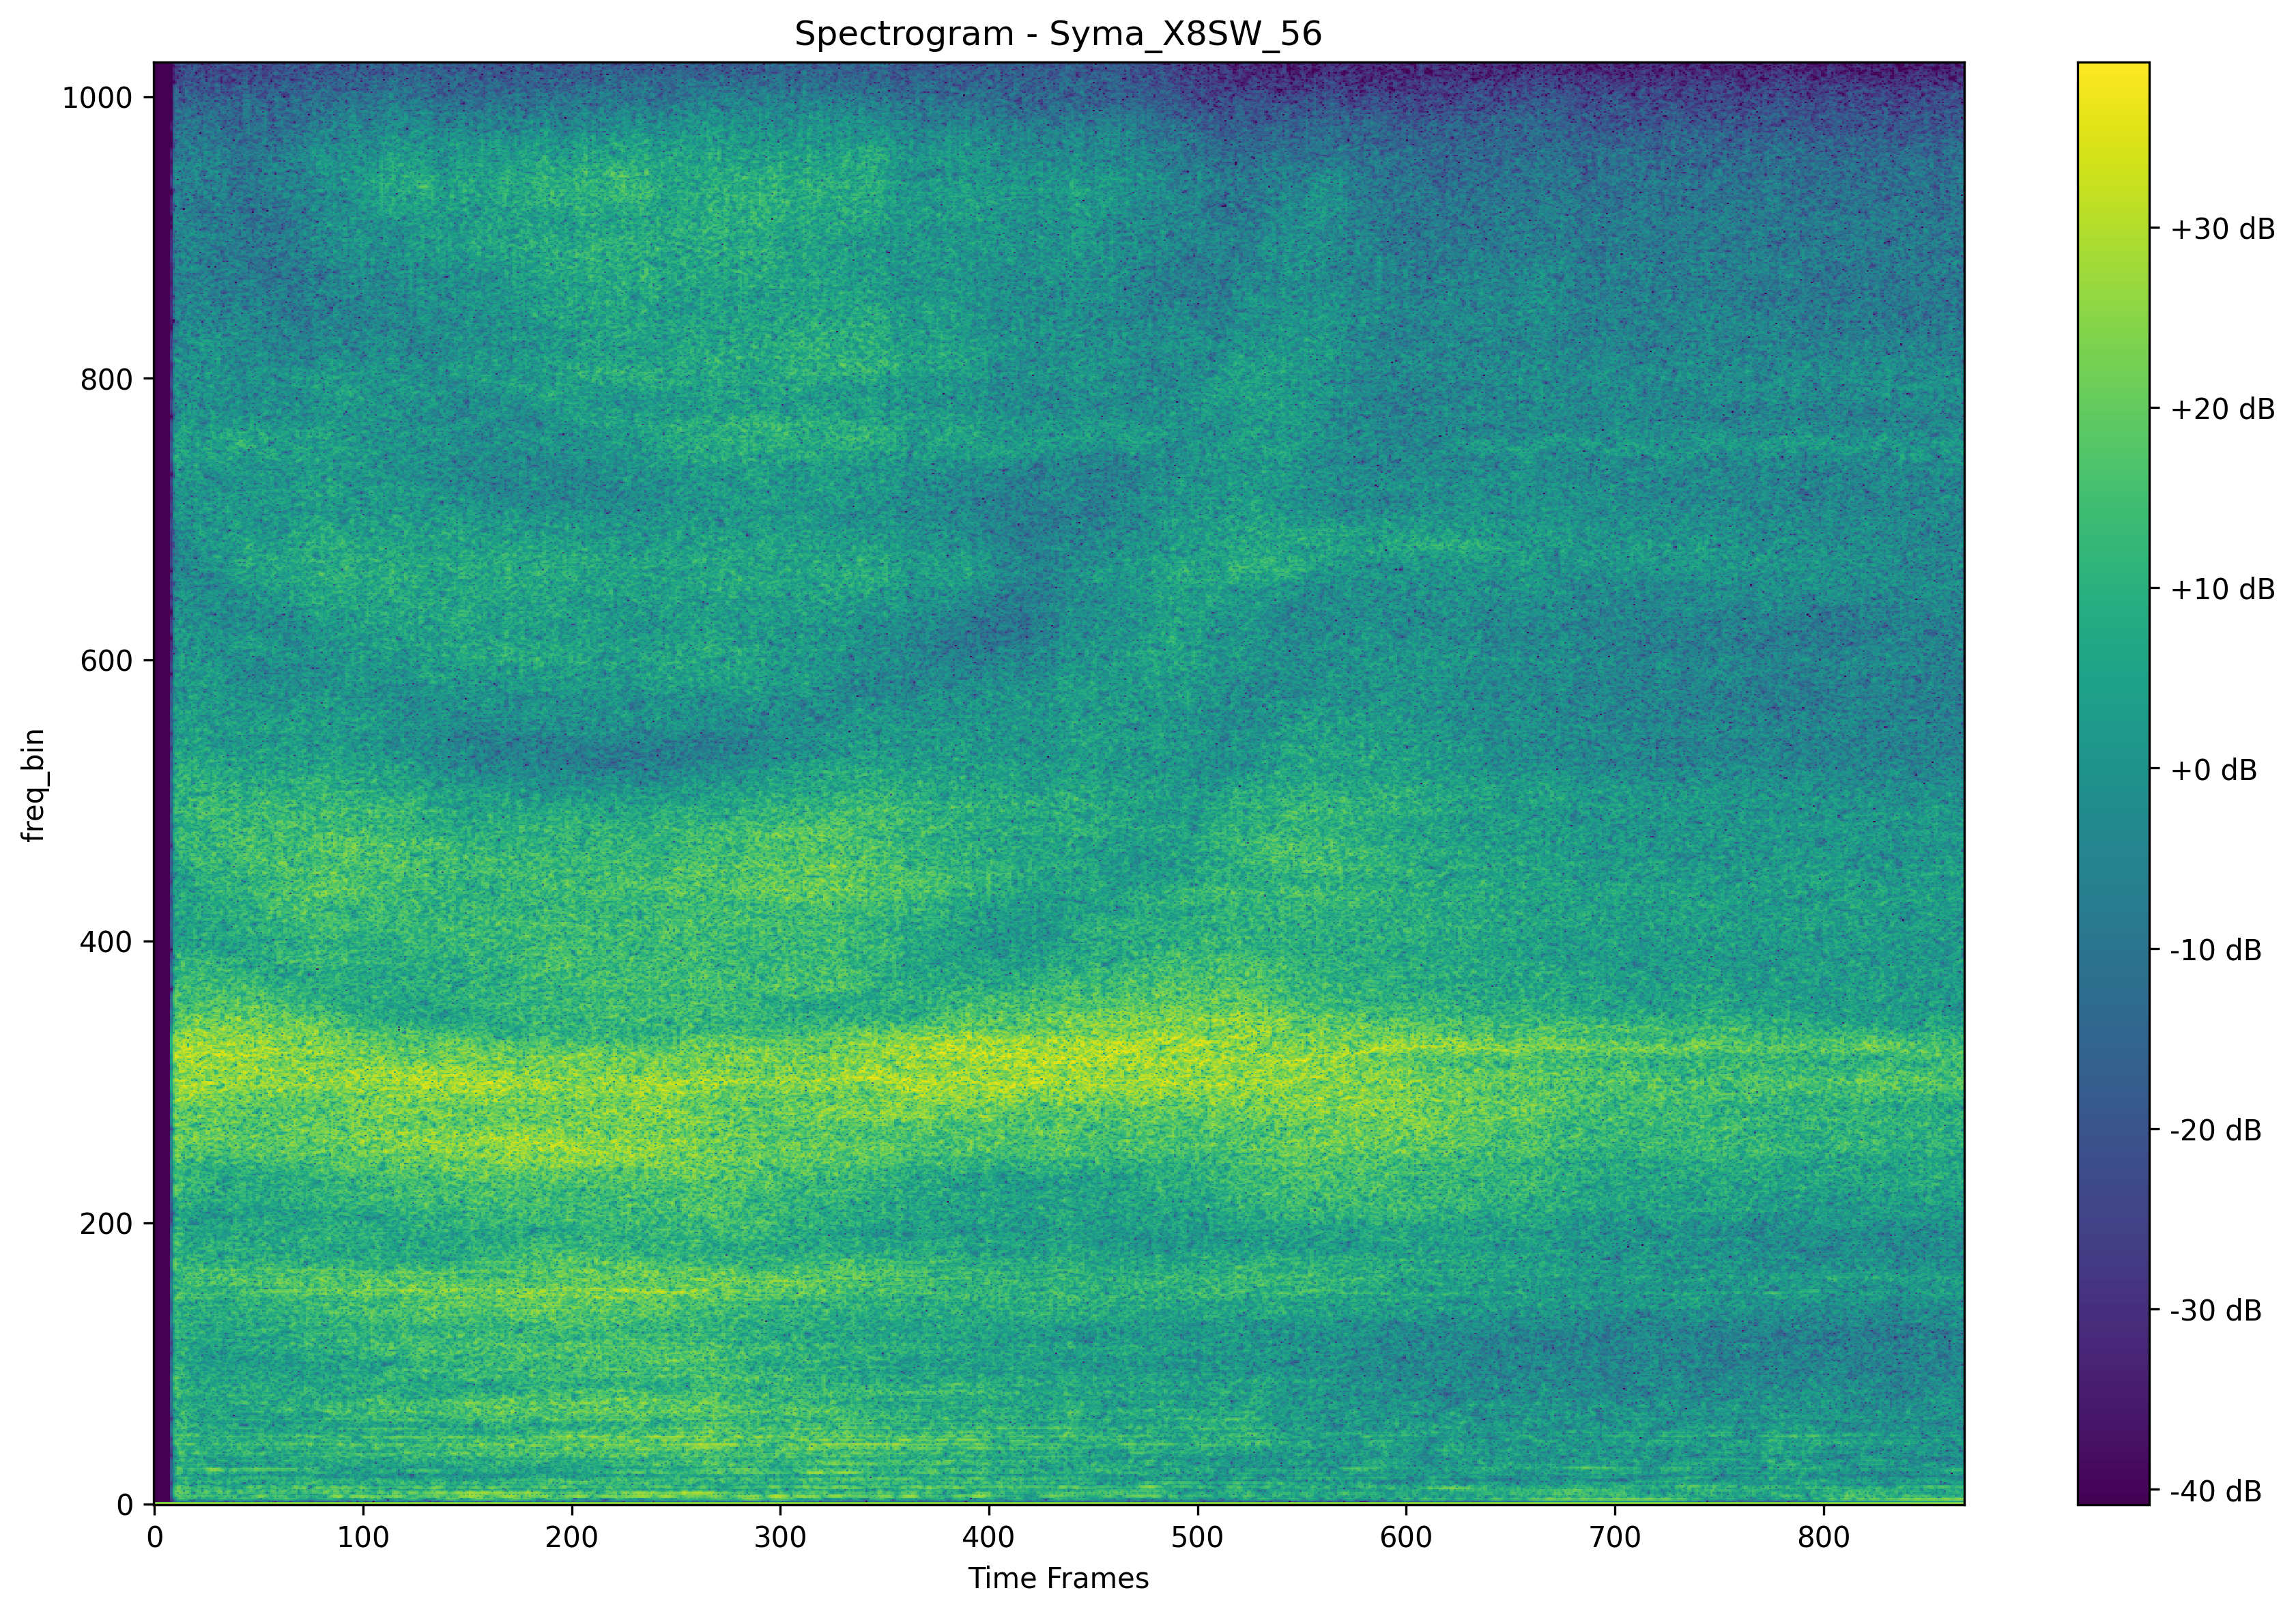 Spectrogram - Syma_X8SW_56
1000
800
600
400
200
0
freq_bin
0 100 200 300 400 500 600 700 800
Time Frames
+30 dB
+20 dB
+10 dB
+0 dB
-10 dB
-20 dB
-30 dB
-40 dB